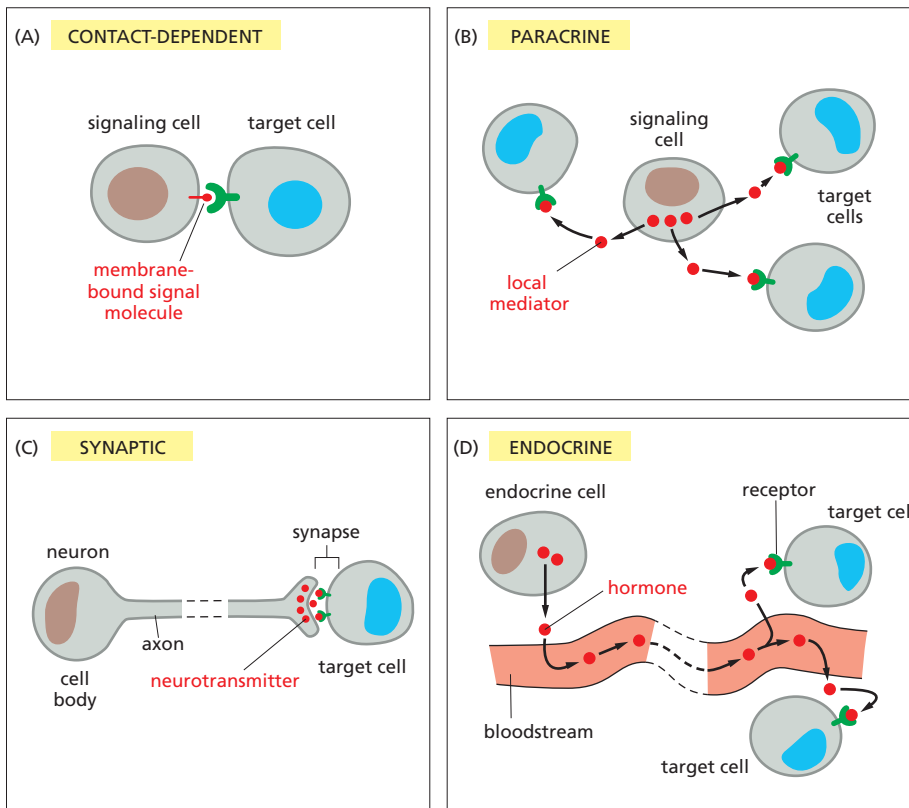 (A) CONTACT-DEPENDENT
signaling cell
target cell
membrane-
bound signal
molecule
(B) PARACRINE
signaling
cell
target
cells
local
mediator
(C) SYNAPTIC
synapse
neuron
axon
target cell
cell
body
neurotransmitter
(D) ENDOCRINE
endocrine cell
receptor
target cell
hormone
bloodstream
target cell